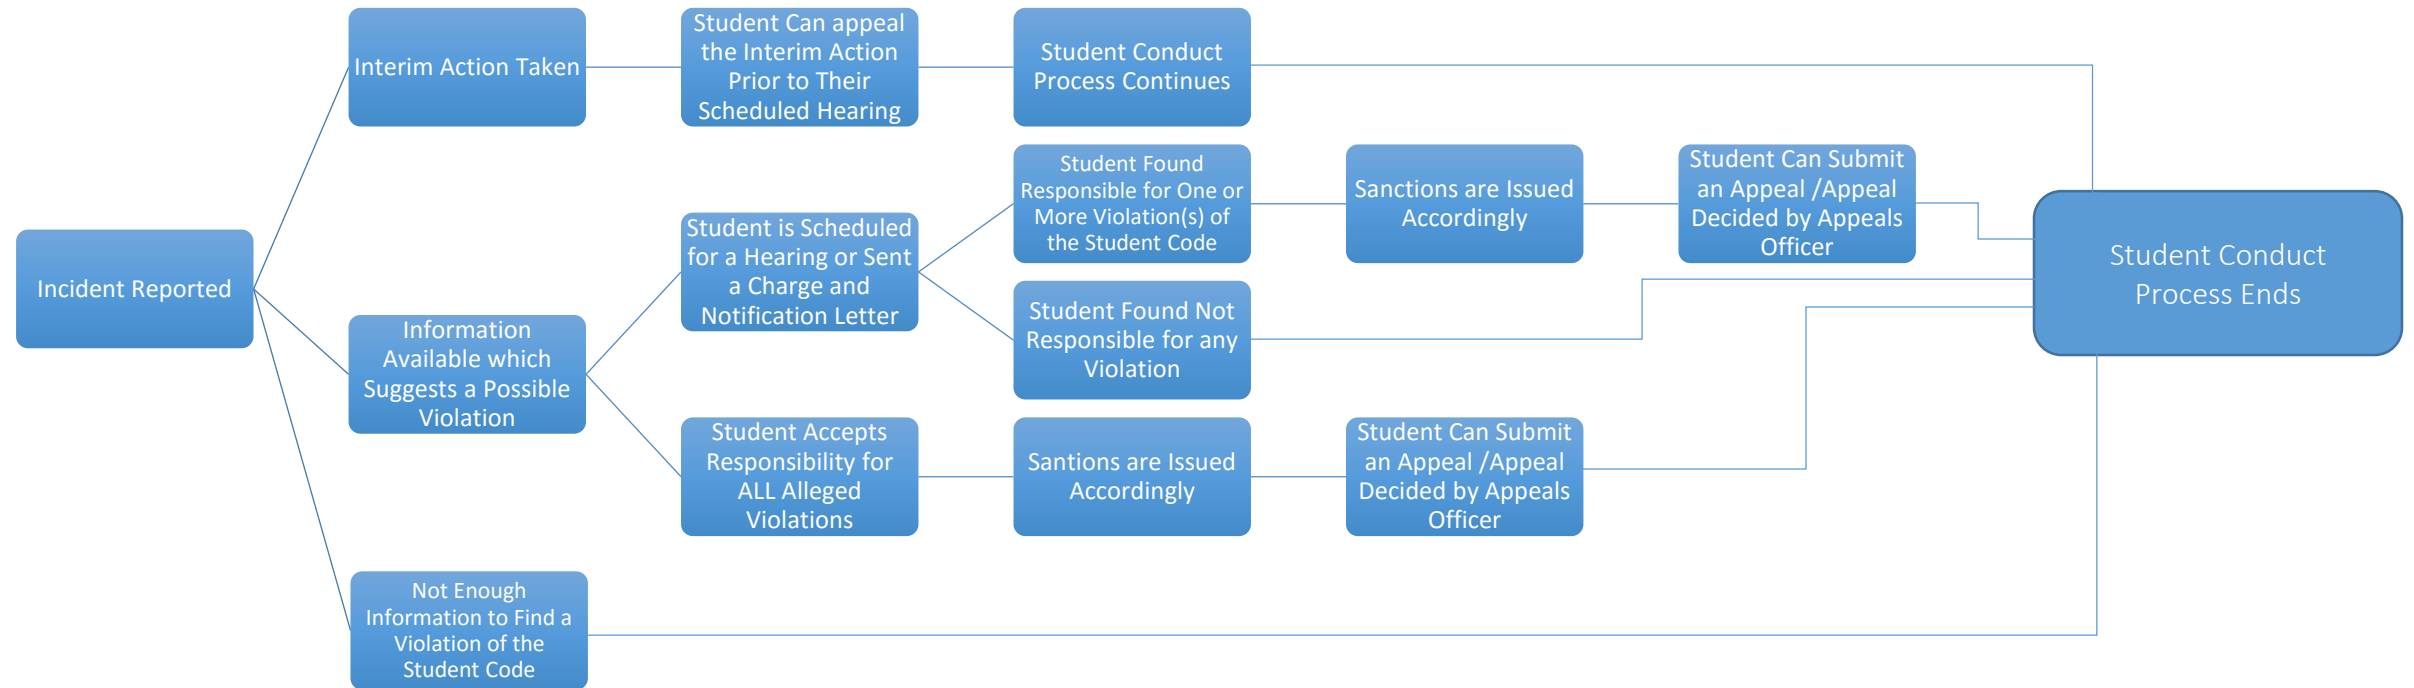 Incident Reported
Interim Action Taken
Student Can appeal
the Interim Action
Prior to Their
Scheduled Hearing
Student Conduct
Process Continues
Information
Available which
Suggests a Possible
Violation
Student is Scheduled
for a Hearing or Sent
a Charge and
Notification Letter
Student Found
Responsible for One or
More Violation(s) of
the Student Code
Sanctions are Issued
Accordingly
Student Can Submit
an Appeal /Appeal
Decided by Appeals
Officer
Student Found Not
Responsible for any
Violation
Student Accepts
Responsibility for
ALL Alleged
Violations
Santions are Issued
Accordingly
Student Can Submit
an Appeal /Appeal
Decided by Appeals
Officer
Not Enough
Information to Find a
Violation of the
Student Code
Student Conduct
Process Ends